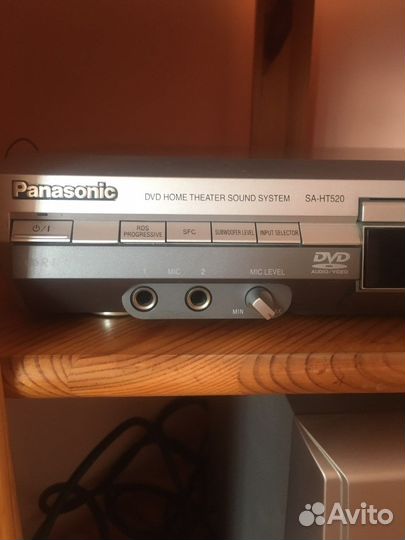 Panasonic
DVD HOME THEATER SOUND SYSTEM SA-HT520
⏻/I
RDS
PROGRESSIVE
SFC
SUBWOOFER LEVEL
INPUT SELECTOR
DVD
AUDIO/VIDEO
1 MIC 2 MIC LEVEL
MIN
Avito